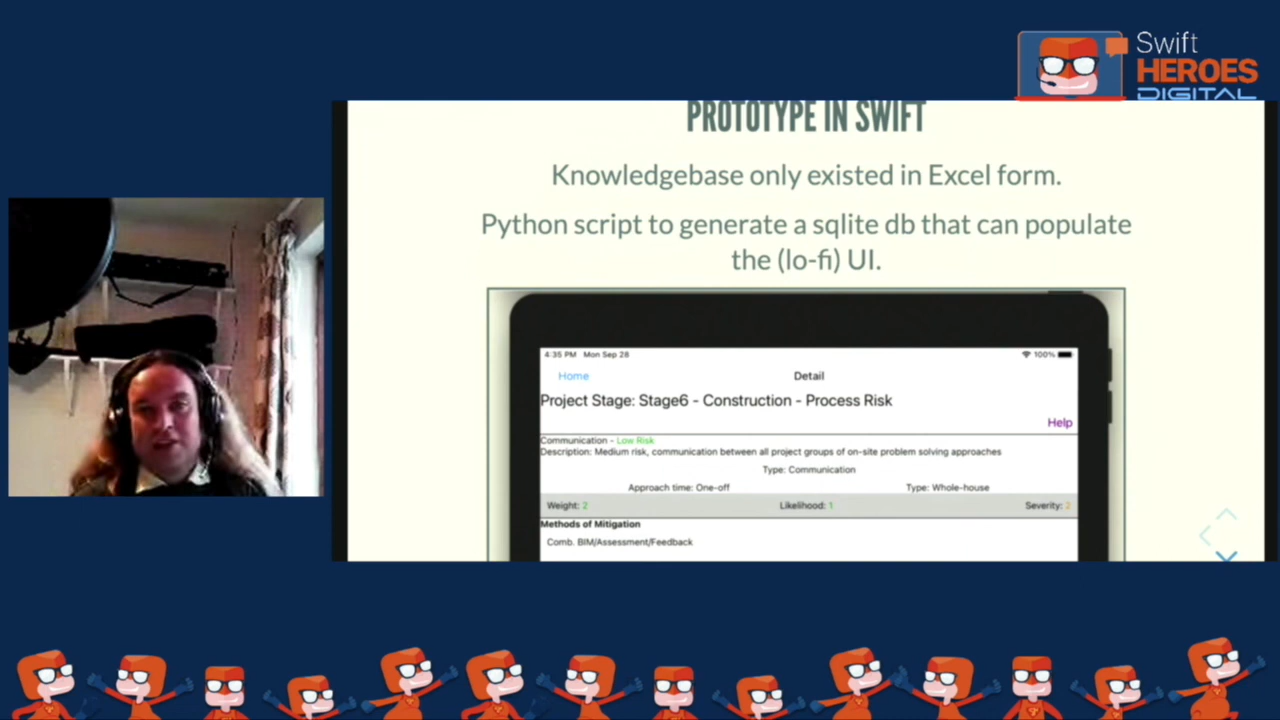 Swift
HEROES
DIGITAL
PROTOTYPE IN SWIFT
Knowledgebase only existed in Excel form.
Python script to generate a sqlite db that can populate
the (lo-fi) UI.
4:35 PM Mon Sep 28
100%
Home
Detail
Project Stage: Stage6 - Construction - Process Risk
Help
Communication - Low Risk
Description: Medium risk, communication between all project groups of on-site problem solving approaches
Type: Communication
Approach time: One-off
Type: Whole-house
Weight: 2
Likelihood: 1
Severity: 2
Methods of Mitigation
Comb. BIM/Assessment/Feedback